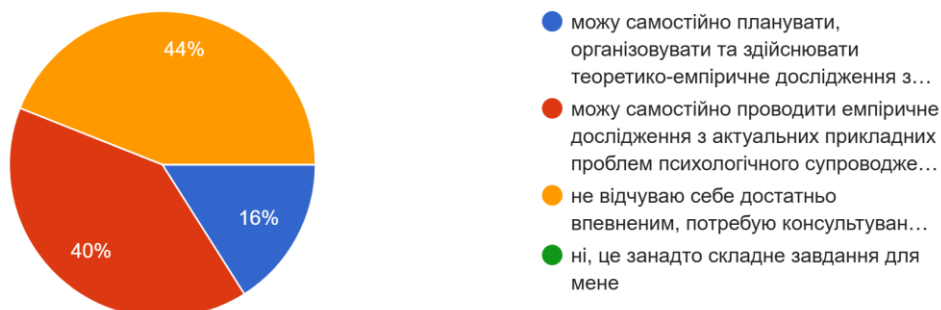 44%
16%
40%
можу самостійно планувати,
організовувати та здійснювати
теоретико-емпіричне дослідження з...
можу самостійно проводити емпіричне
дослідження з актуальних прикладних
проблем психологічного супроводже...
не відчуваю себе достатньо
впевненим, потребую консультуван...
ні, це занадто складне завдання для
мене